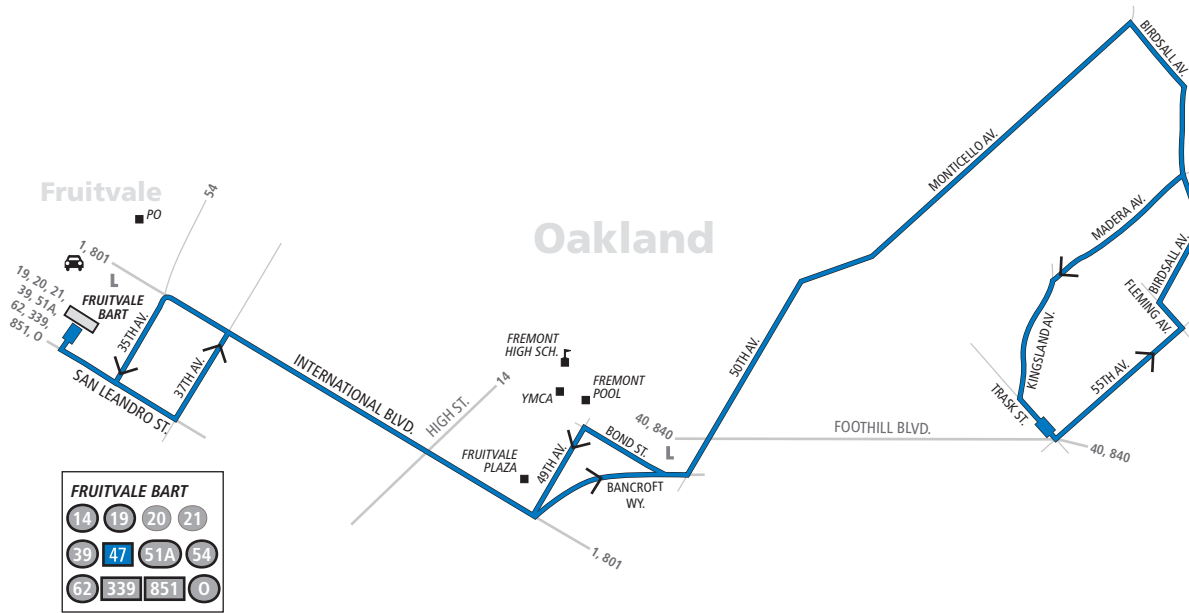 BIRDSALL AV.
MONTICELLO AV.
Fruitvale
54
PO
MADERA AV.
Oakland
1, 801
BIRDSALL AV.
19, 20, 21,
39, 51A,
62, 339,
851, O
L
FRUITVALE
BART
FLEMING AV.
35TH AV.
37TH AV.
SAN LEANDRO ST.
INTERNATIONAL BLVD.
HIGH ST.
14
FREMONT
HIGH SCH.
YMCA
FREMONT
POOL
50TH AV.
KINGSLAND AV.
55TH AV.
TRASK ST.
40, 840
L
FOOTHILL BLVD.
40, 840
BOND ST.
49TH AV.
FRUITVALE
PLAZA
BANCROFT
WY.
1, 801
FRUITVALE BART
14 19 20 21
39 47 51A 54
62 339 851 O